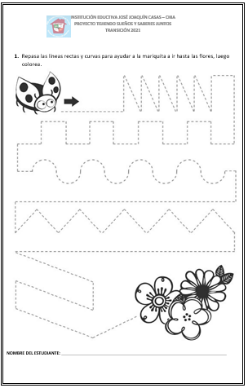 INSTITUCIÓN EDUCATIVA JOSÉ JOAQUÍN CASAS—CHIA
PROYECTO TEJIENDO SUEÑOS Y SABERES JUNTOS
TRANSICIÓN 2021
1. Repasa las líneas rectas y curvas para ayudar a la mariquita a ir hasta las flores, luego
colorea.
NOMBRE DEL ESTUDIANTE: